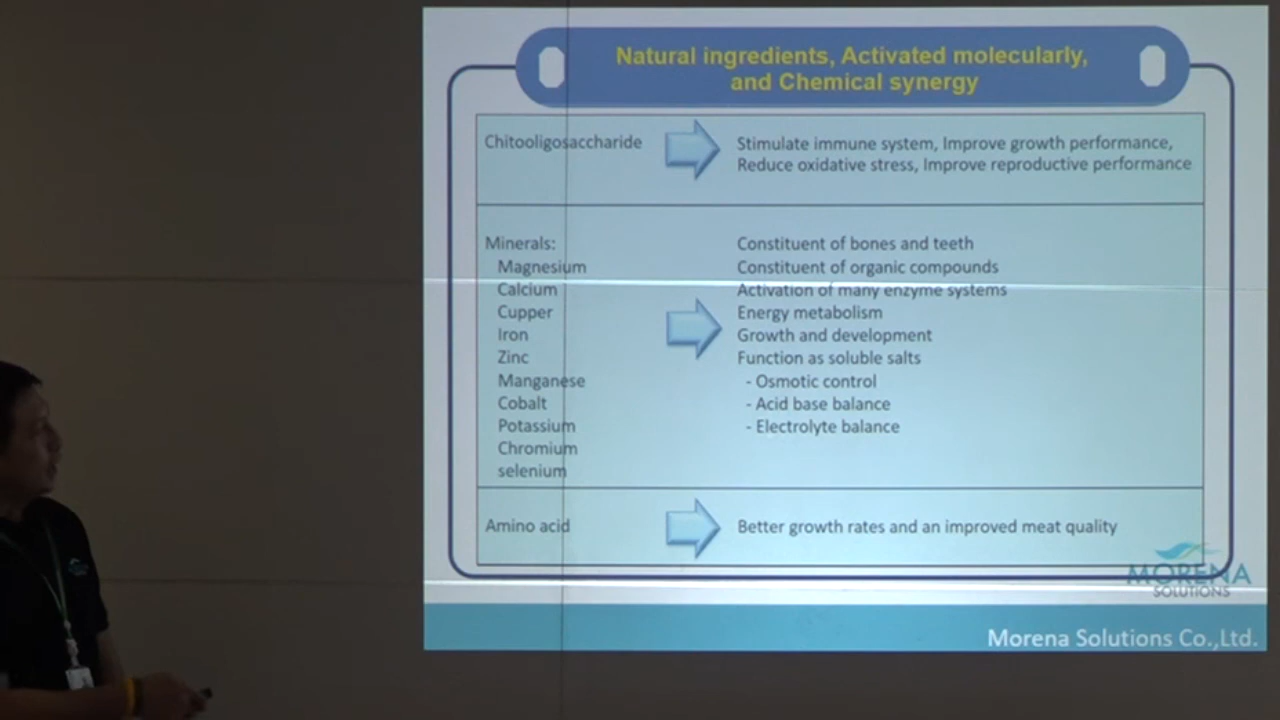 Natural ingredients, Activated molecularly,
and Chemical synergy
Chitooligosaccharide
Stimulate immune system, Improve growth performance,
Reduce oxidative stress, Improve reproductive performance
Minerals:
Magnesium
Calcium
Cupper
Iron
Zinc
Manganese
Cobalt
Potassium
Chromium
selenium
Constituent of bones and teeth
Constituent of organic compounds
Activation of many enzyme systems
Energy metabolism
Growth and development
Function as soluble salts
- Osmotic control
- Acid base balance
- Electrolyte balance
Amino acid
Better growth rates and an improved meat quality
MORENA
SOLUTIONS
Morena Solutions Co.,Ltd.